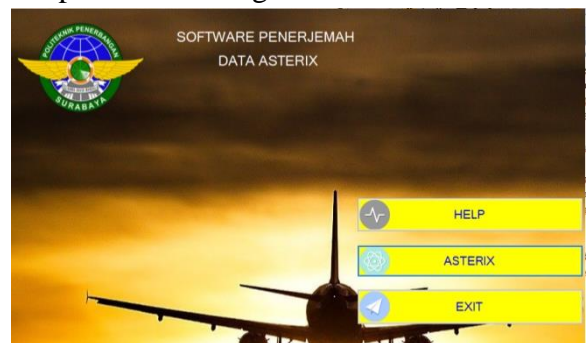 POLITEKNIK PENERBANGAN
SURABAYA
SOFTWARE PENERJEMAH
DATA ASTERIX
HELP
ASTERIX
EXIT